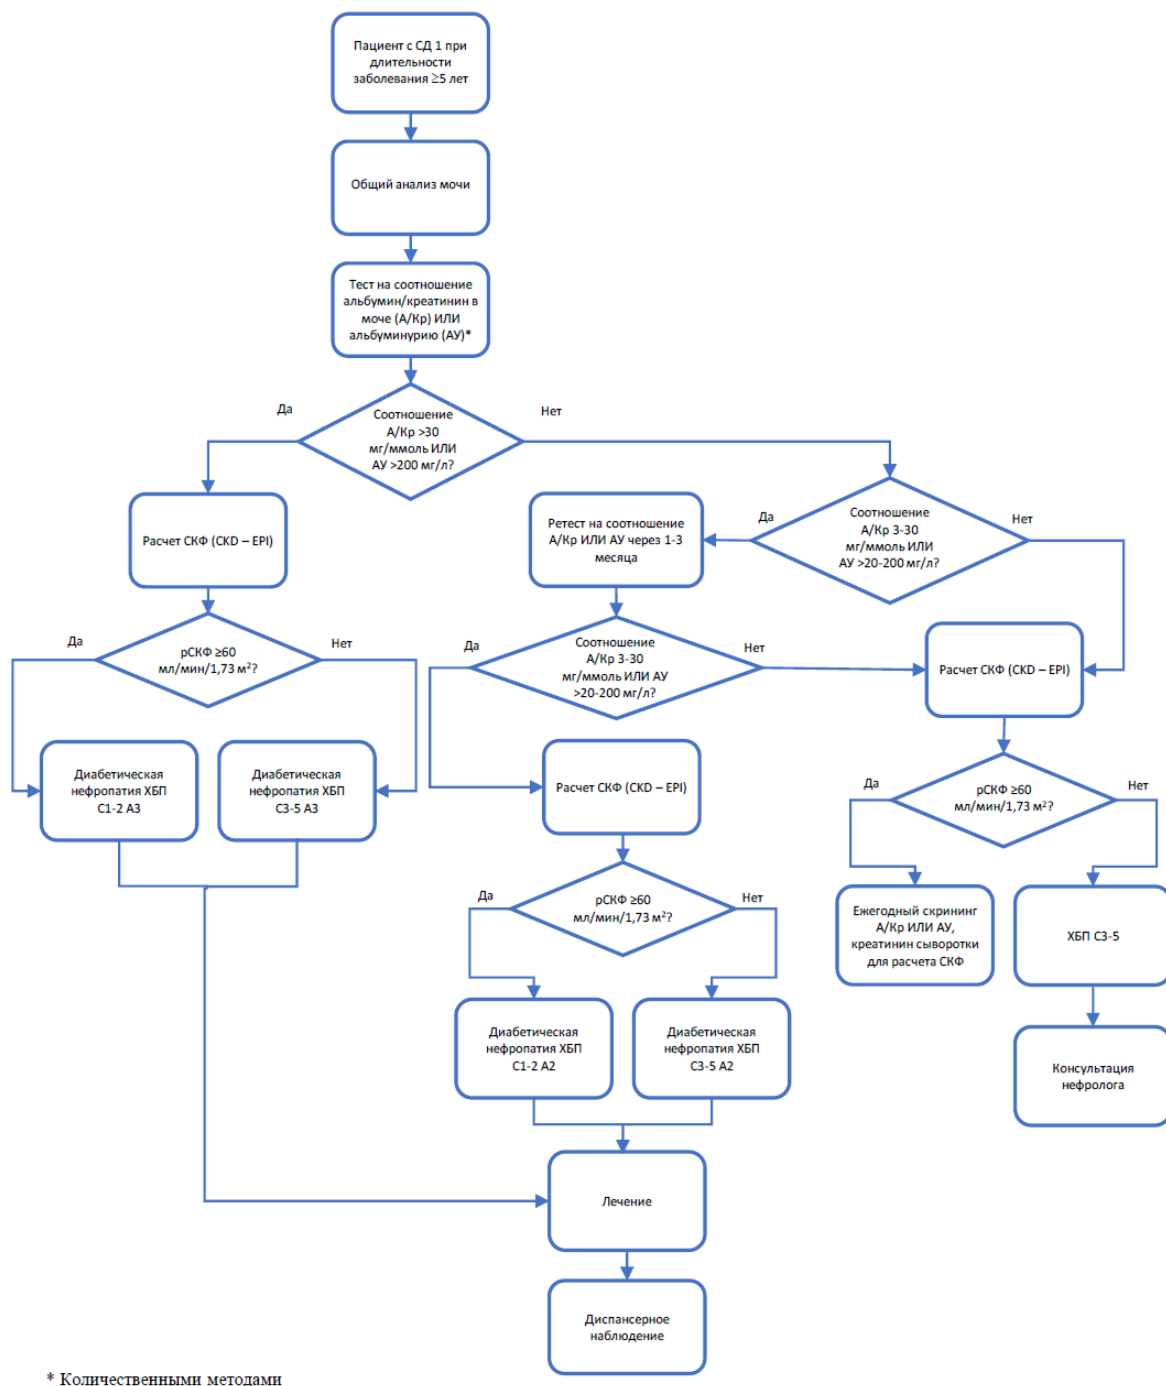 Пациент с СД 1 при
длительности
заболевания ≥5 лет
Общий анализ мочи
Тест на соотношение
альбумин/креатинин в
моче (А/Кр) ИЛИ
альбуминурию (АУ)*
Да
Соотношение
А/Кр >30
мг/ммоль ИЛИ
АУ >200 мг/л?
Нет
Расчет СКФ (CKD – EPI)
Ретест на соотношение
А/Кр ИЛИ АУ через 1-3
месяца
Да
Соотношение
А/Кр 3-30
мг/ммоль ИЛИ
АУ >20-200 мг/л?
Нет
Да
рСКФ ≥60
мл/мин/1,73 м²?
Нет
Да
Соотношение
А/Кр 3-30
мг/ммоль ИЛИ АУ
>20-200 мг/л?
Нет
Расчет СКФ (CKD – EPI)
Диабетическая
нефропатия ХБП
С1-2 А3
Диабетическая
нефропатия ХБП
С3-5 А3
Расчет СКФ (CKD – EPI)
Да
рСКФ ≥60
мл/мин/1,73 м²?
Нет
Да
рСКФ ≥60
мл/мин/1,73 м²?
Нет
Ежегодный скрининг
А/Кр ИЛИ АУ,
креатинин сыворотки
для расчета СКФ
ХБП С3-5
Диабетическая
нефропатия ХБП
С1-2 А2
Диабетическая
нефропатия ХБП
С3-5 А2
Консультация
нефролога
Лечение
Диспансерное
наблюдение
* Количественными методами